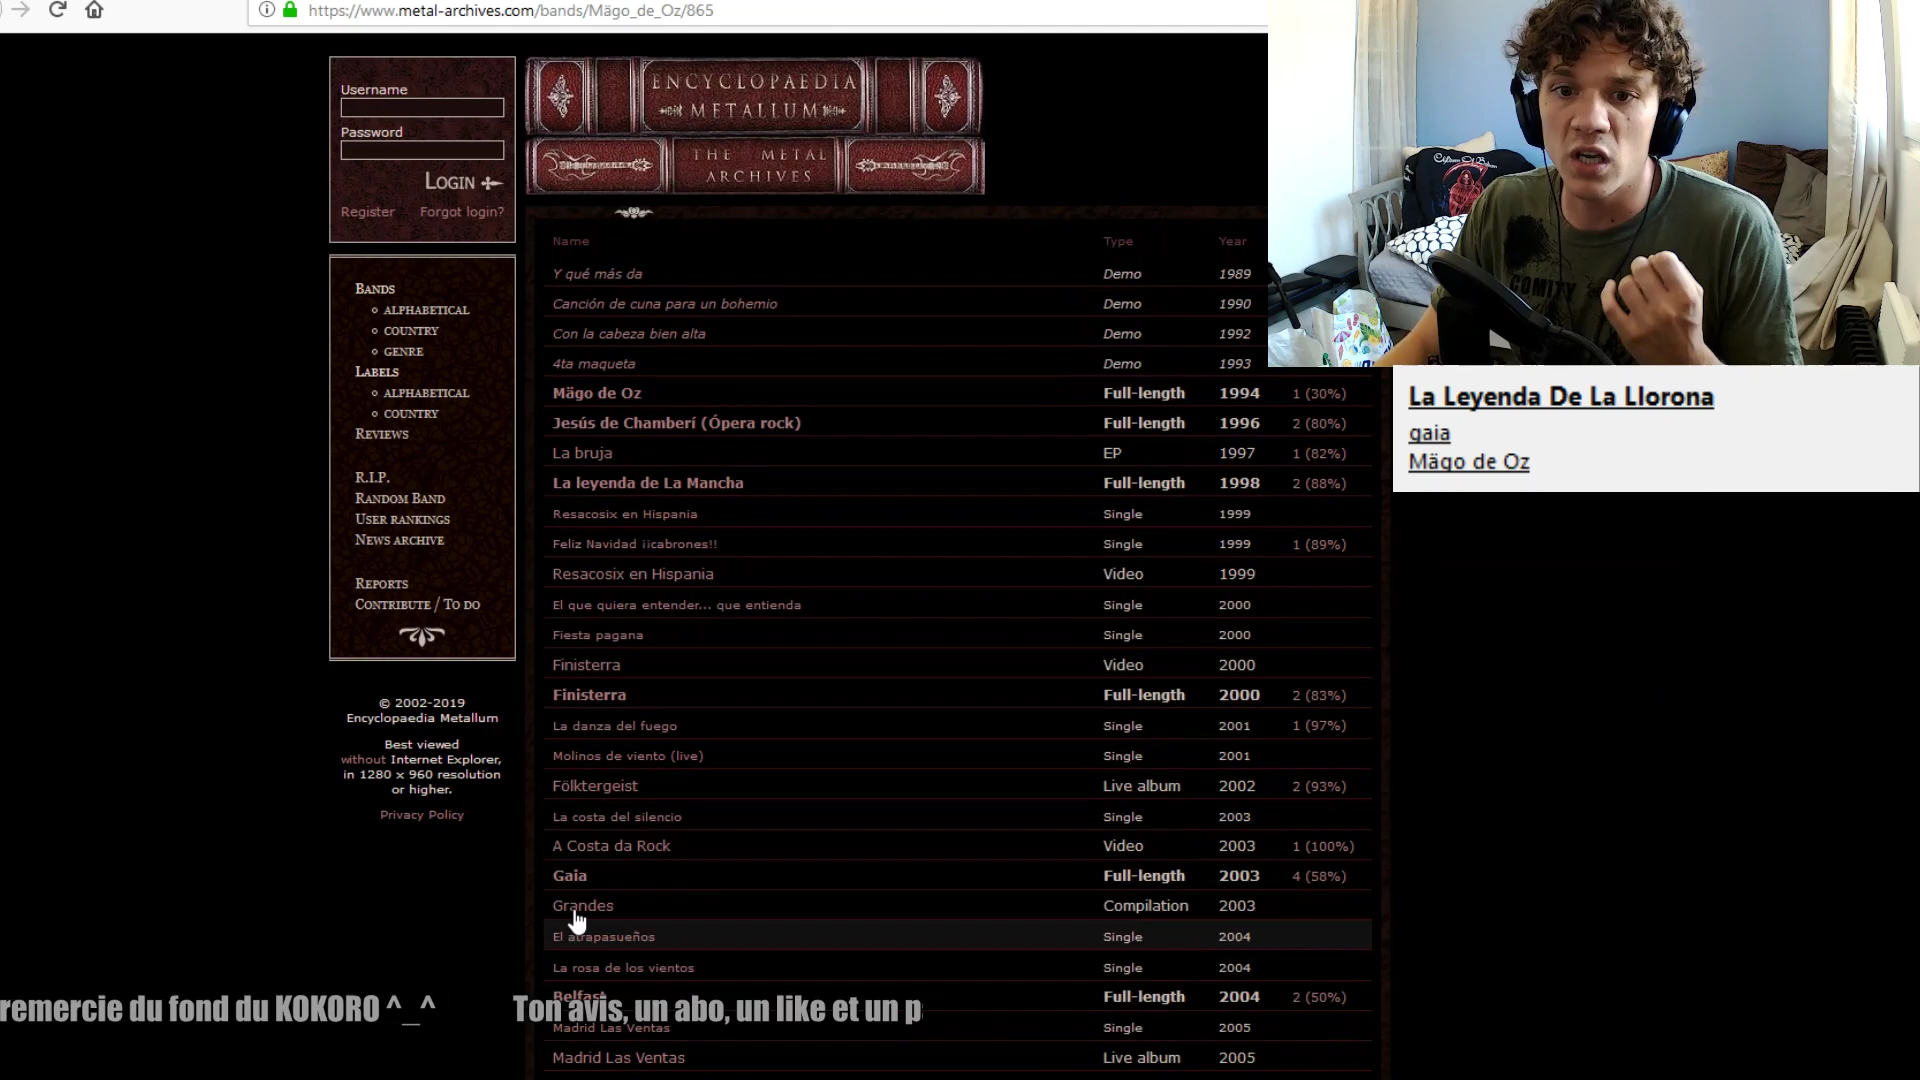 https://www.metal-archives.com/bands/Mägo_de_Oz/865
Username
Password
LOGIN
Register Forgot login?
BANDS
ALPHABETICAL
COUNTRY
GENRE
LABELS
ALPHABETICAL
COUNTRY
REVIEWS
R.I.P.
RANDOM BAND
USER RANKINGS
NEWS ARCHIVE
REPORTS
CONTRIBUTE / TO DO
© 2002-2019
Encyclopaedia Metallum
Best viewed
without Internet Explorer,
in 1280 x 960 resolution
or higher.
Privacy Policy
ENCYCLOPAEDIA
METALLUM
THE METAL
ARCHIVES
Name Type Year
Y qué más da Demo 1989
Canción de cuna para un bohemio Demo 1990
Con la cabeza bien alta Demo 1992
4ta maqueta Demo 1993
Mägo de Oz Full-length 1994 1 (30%)
Jesús de Chamberí (Ópera rock) Full-length 1996 2 (80%)
La bruja EP 1997 1 (82%)
La leyenda de La Mancha Full-length 1998 2 (88%)
Resacosix en Hispania Single 1999
Feliz Navidad ¡¡cabrones!! Single 1999 1 (89%)
Resacosix en Hispania Video 1999
El que quiera entender... que entienda Single 2000
Fiesta pagana Single 2000
Finisterra Video 2000
Finisterra Full-length 2000 2 (83%)
La danza del fuego Single 2001 1 (97%)
Molinos de viento (live) Single 2001
Fölktergeist Live album 2002 2 (93%)
La costa del silencio Single 2003
A Costa da Rock Video 2003 1 (100%)
Gaia Full-length 2003 4 (58%)
Grandes Compilation 2003
El atrapasueños Single 2004
La rosa de los vientos Single 2004
Belfast Full-length 2004 2 (50%)
Madrid Las Ventas Single 2005
Madrid Las Ventas Live album 2005
remercie du fond du KOKORO ^_^ Ton avis, un abo, un like et un p
Children Of Bodom
COMITY
La Leyenda De La Llorona
gaia
Mägo de Oz